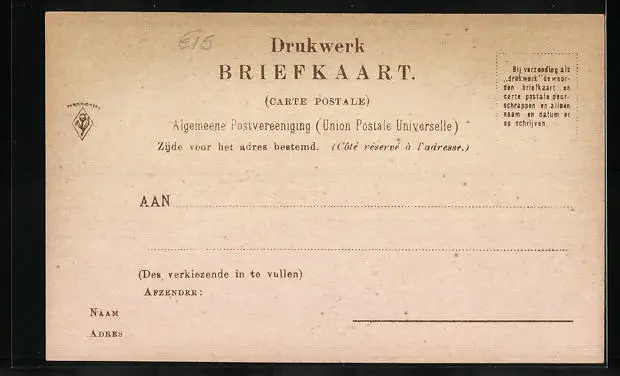 515
Drukwerk
BRIEFKAART.
(CARTE POSTALE)
Algemeene Postvereeniging (Union Postale Universelle)
Zijde voor het adres bestemd. (Côté réservé à l'adresse.)
Bij verzending als
„drukwerk" de woor-
den briefkaart en
carte postale door-
schrappen en alleen
naam en datum er
op schrijven.
AAN
(Des verkiezende in te vullen)
AFZENDER:
NAAM
ADRES